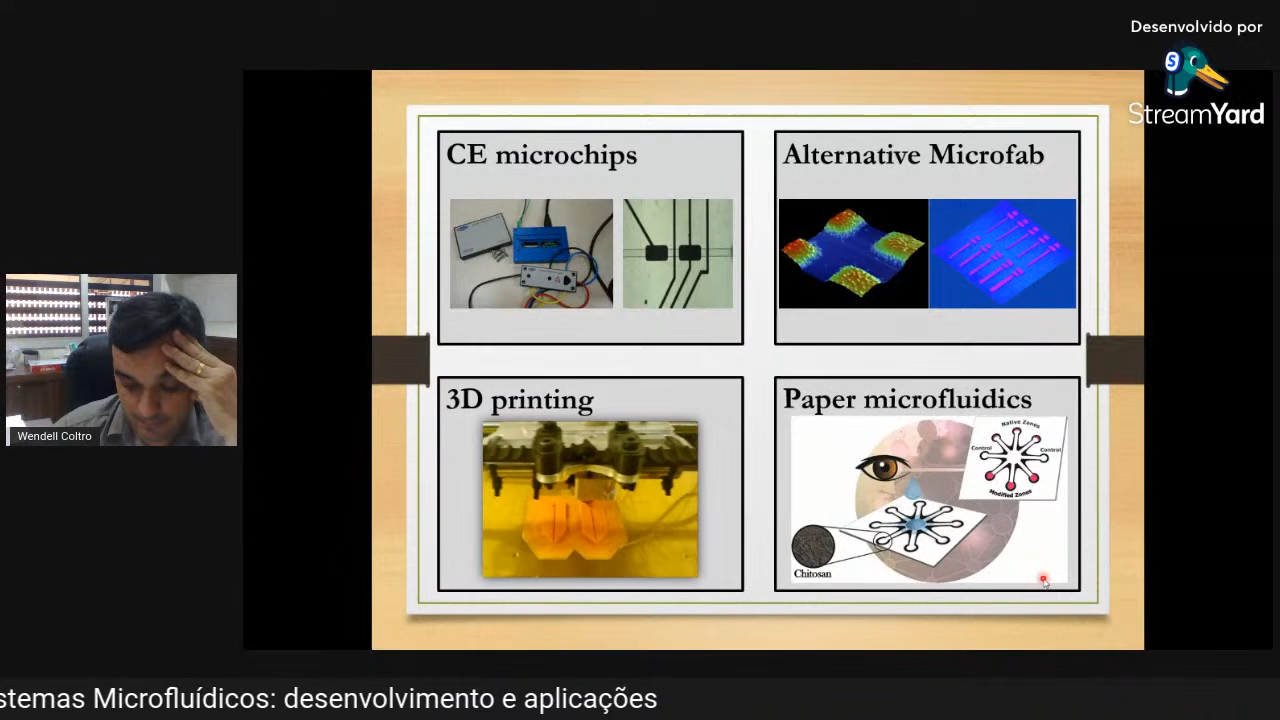 Desenvolvido por
StreamYard
CE microchips
Alternative Microfab
3D printing
Paper microfluidics
Native Zones
Control
Control
Modified Zones
Chitosan
Wendell Coltro
stemas Microfluídicos: desenvolvimento e aplicações